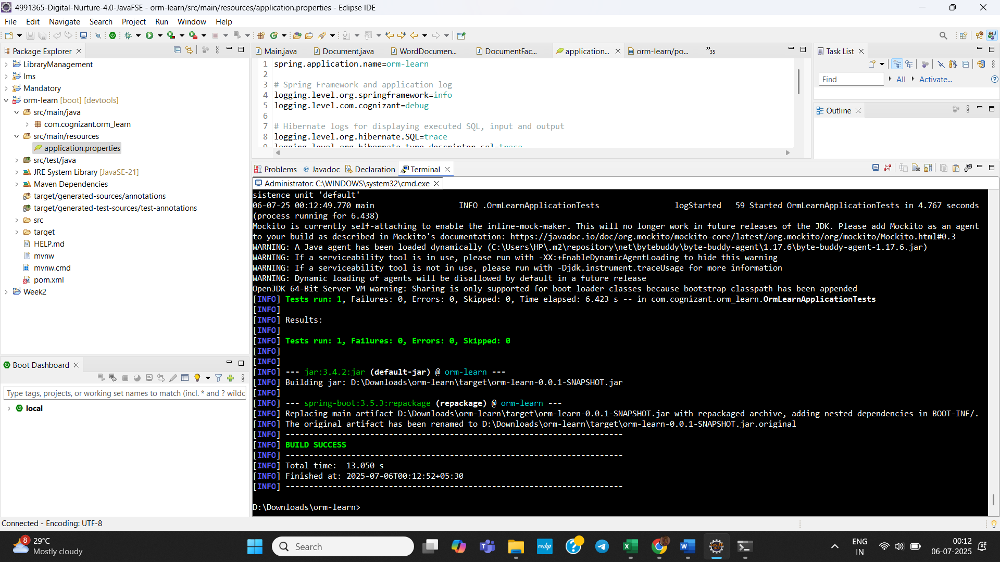 4991365-Digital-Nurture-4.0-JavaFSE - orm-learn/src/main/resources/application.properties - Eclipse IDE
File Edit Navigate Search Project Run Window Help
Package Explorer
LibraryManagement
lms
Mandatory
orm-learn [boot] [devtools]
src/main/java
com.cognizant.orm_learn
src/main/resources
application.properties
src/test/java
JRE System Library [JavaSE-21]
Maven Dependencies
target/generated-sources/annotations
target/generated-test-sources/test-annotations
src
target
HELP.md
mvnw
mvnw.cmd
pom.xml
Week2
Boot Dashboard
Type tags, projects, or working set names to match (incl. * and ? wildc
local
Main.java Document.java WordDocumen... DocumentFac... application... orm-learn/po... »35
1 spring.application.name=orm-learn
2
3 # Spring Framework and application log
4 logging.level.org.springframework=info
5 logging.level.com.cognizant=debug
6
7 # Hibernate logs for displaying executed SQL, input and output
8 logging.level.org.hibernate.SQL=trace
9 logging.level.org.hibernate.type.descriptor.sql=trace
Task List
Find All Activate...
Outline
Problems Javadoc Declaration Terminal
Administrator: C:\WINDOWS\system32\cmd.exe
sistence unit 'default'
06-07-25 00:12:49.770 main INFO .OrmLearnApplicationTests logStarted 59 Started OrmLearnApplicationTests in 4.767 seconds
(process running for 6.438)
Mockito is currently self-attaching to enable the inline-mock-maker. This will no longer work in future releases of the JDK. Please add Mockito as an agent
to your build as described in Mockito's documentation: https://javadoc.io/doc/org.mockito/mockito-core/latest/org.mockito/org/mockito/Mockito.html#0.3
WARNING: A Java agent has been loaded dynamically (C:\Users\HP\.m2\repository\net\bytebuddy\byte-buddy-agent\1.17.6\byte-buddy-agent-1.17.6.jar)
WARNING: If a serviceability tool is in use, please run with -XX:+EnableDynamicAgentLoading to hide this warning
WARNING: If a serviceability tool is not in use, please run with -Djdk.instrument.traceUsage for more information
WARNING: Dynamic loading of agents will be disallowed by default in a future release
OpenJDK 64-Bit Server VM warning: Sharing is only supported for boot loader classes because bootstrap classpath has been appended
[INFO] Tests run: 1, Failures: 0, Errors: 0, Skipped: 0, Time elapsed: 6.423 s -- in com.cognizant.orm_learn.OrmLearnApplicationTests
[INFO]
[INFO] Results:
[INFO]
[INFO] Tests run: 1, Failures: 0, Errors: 0, Skipped: 0
[INFO]
[INFO]
[INFO] --- jar:3.4.2:jar (default-jar) @ orm-learn ---
[INFO] Building jar: D:\Downloads\orm-learn\target\orm-learn-0.0.1-SNAPSHOT.jar
[INFO]
[INFO] --- spring-boot:3.5.3:repackage (repackage) @ orm-learn ---
[INFO] Replacing main artifact D:\Downloads\orm-learn\target\orm-learn-0.0.1-SNAPSHOT.jar with repackaged archive, adding nested dependencies in BOOT-INF/.
[INFO] The original artifact has been renamed to D:\Downloads\orm-learn\target\orm-learn-0.0.1-SNAPSHOT.jar.original
[INFO] ------------------------------------------------------------------------
[INFO] BUILD SUCCESS
[INFO] ------------------------------------------------------------------------
[INFO] Total time:  13.050 s
[INFO] Finished at: 2025-07-06T00:12:52+05:30
[INFO] ------------------------------------------------------------------------
D:\Downloads\orm-learn>
Connected - Encoding: UTF-8
8
29°C
Mostly cloudy
Search
myhp
ENG
IN
00:12
06-07-2025